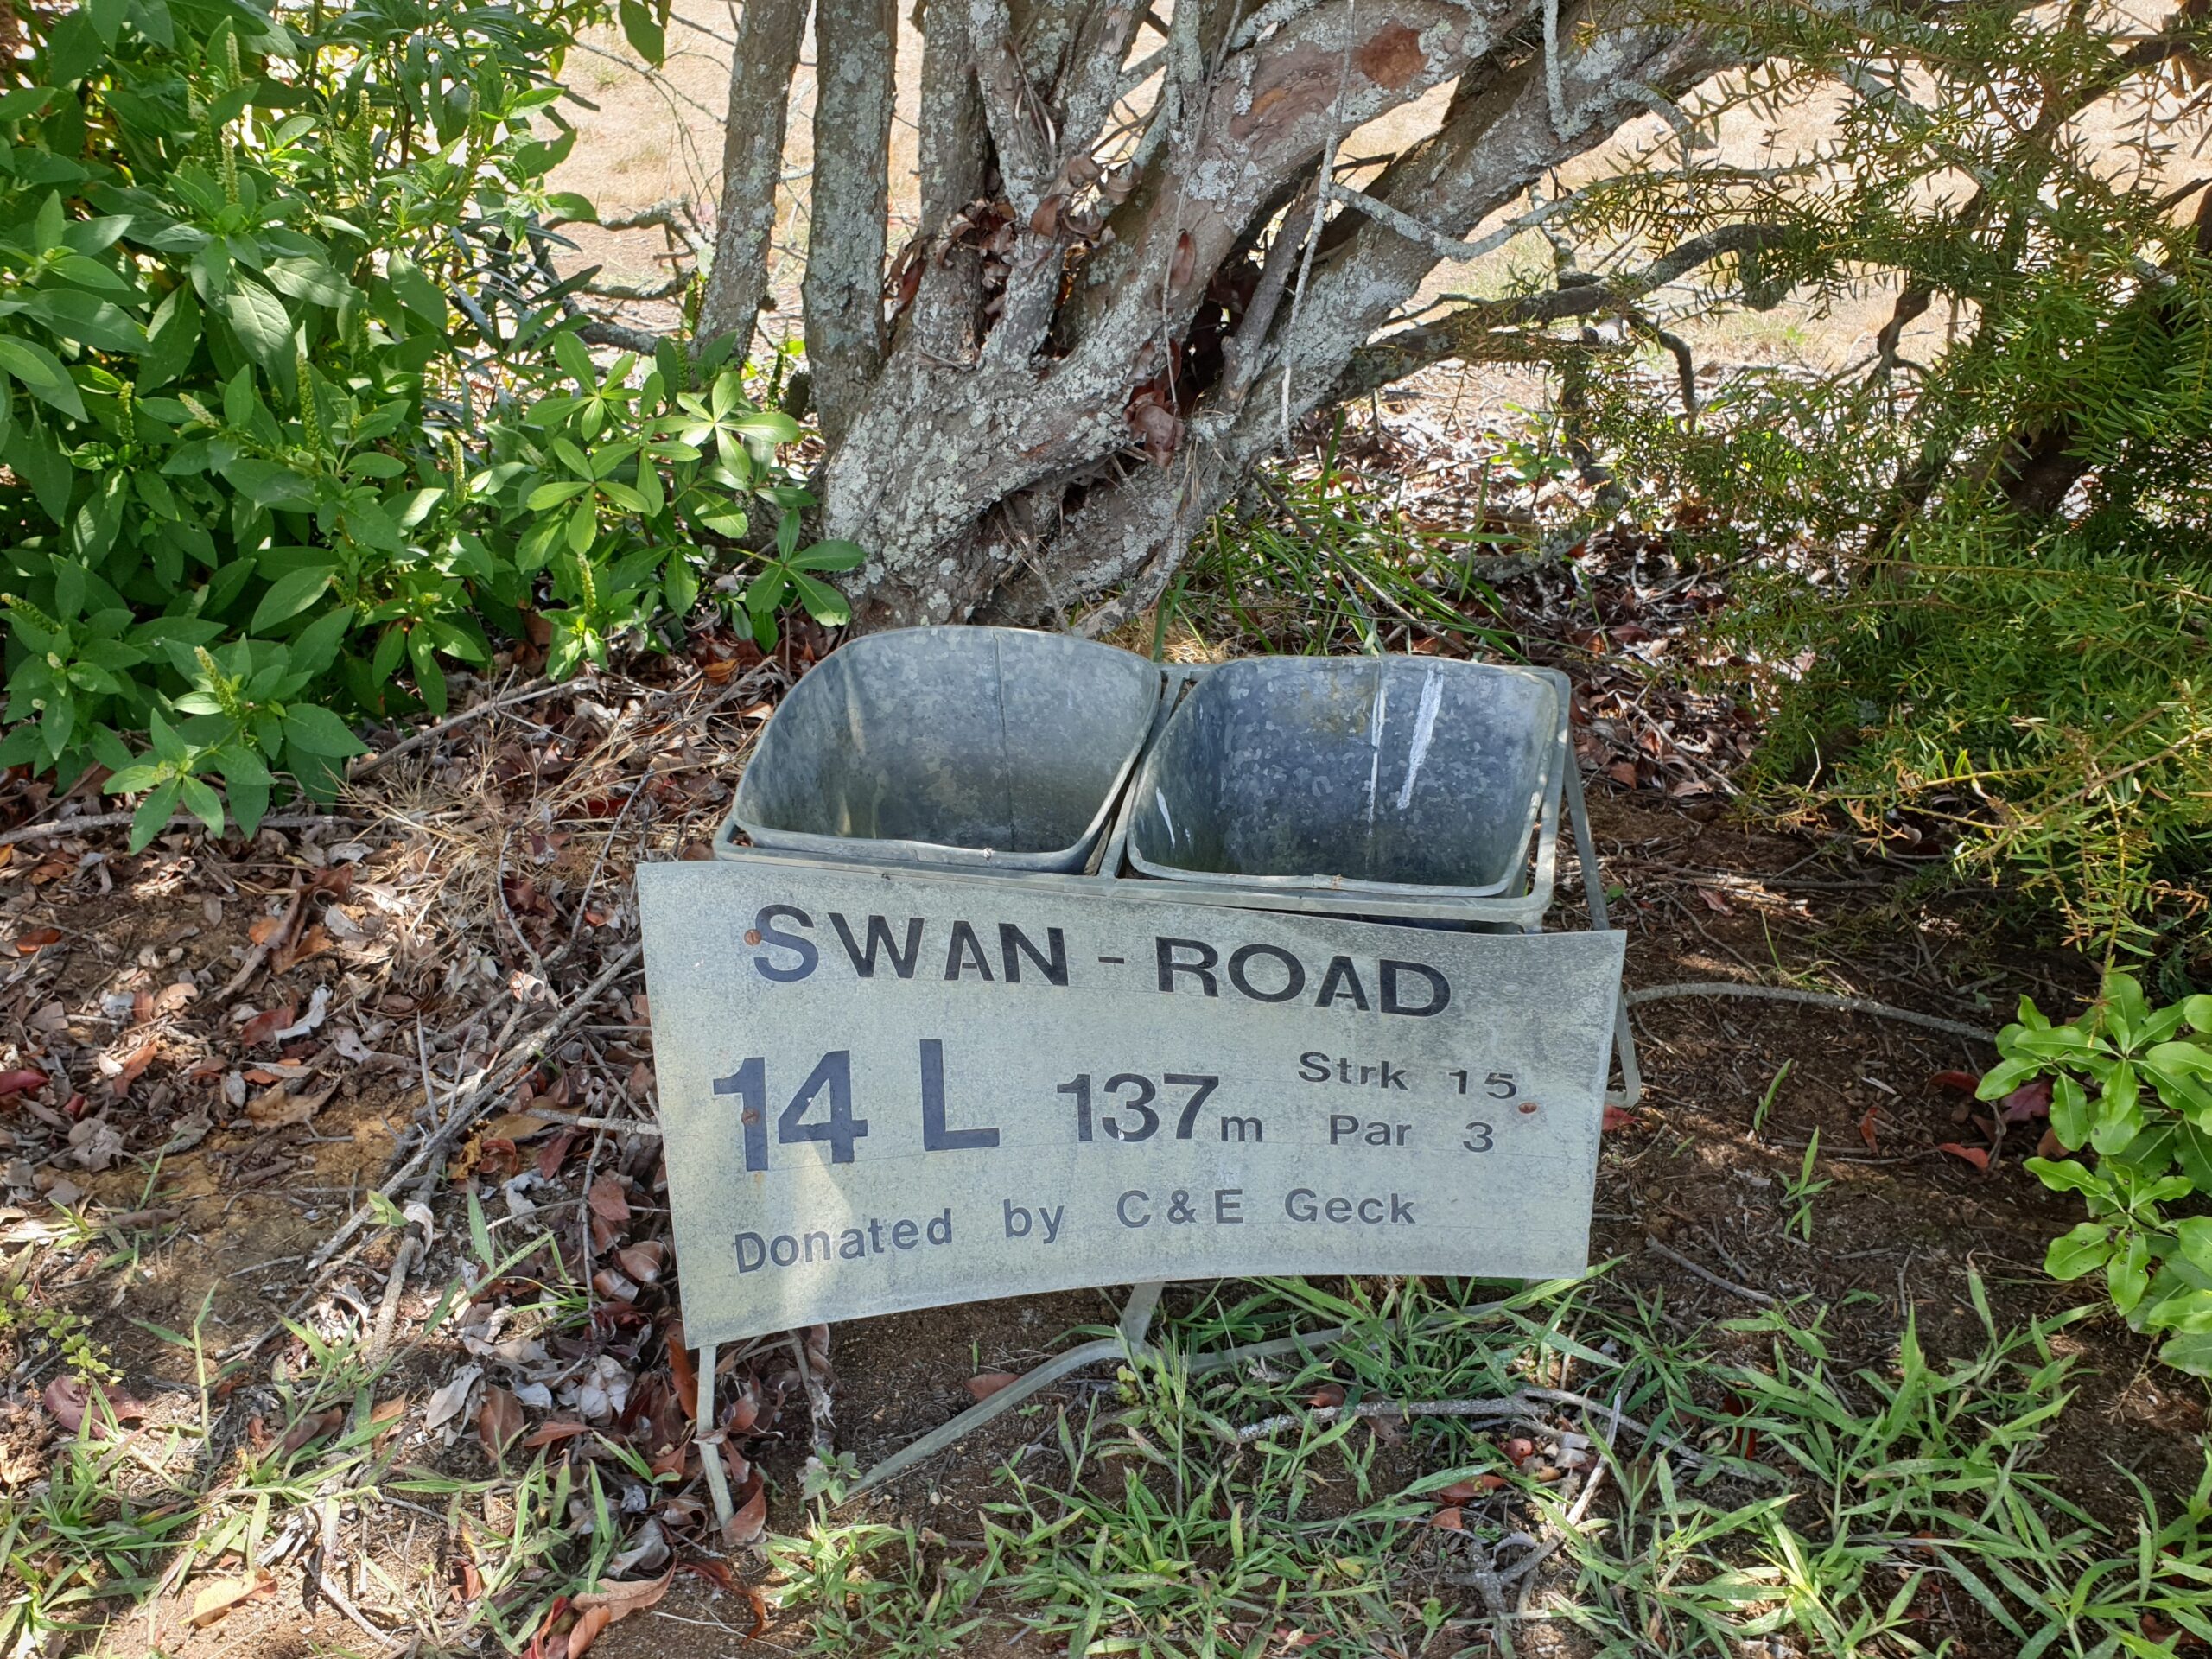 SWAN - ROAD
14 L 137m Strk 15
Par 3
Donated by C & E Geck